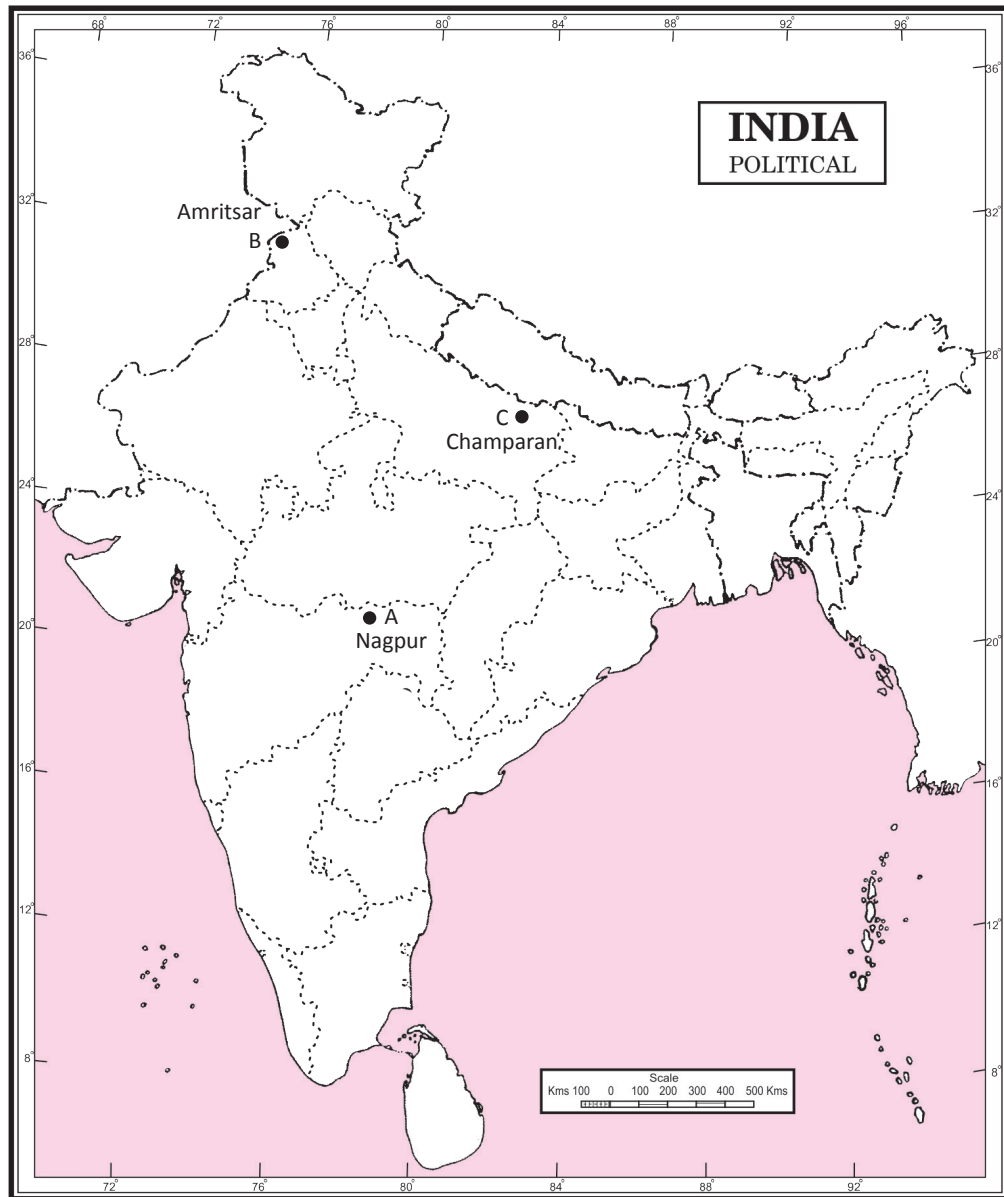 68° 72° 76° 80° 84° 88° 92° 96°
36° 36°
INDIA
POLITICAL
32° 32°
Amritsar
B
28° 28°
C
Champaran
24° 24°
A
Nagpur
20° 20°
16° 16°
12° 12°
8° 8°
Scale
Kms 100 0 100 200 300 400 500 Kms
72° 76° 80° 84° 88° 92°